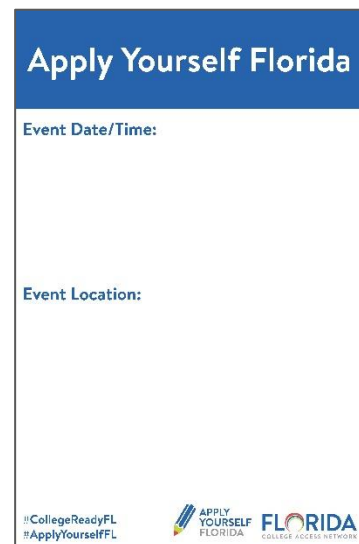 Apply Yourself Florida
Event Date/Time:
Event Location:
#CollegeReadyFL
#ApplyYourselfFL
APPLY
YOURSELF
FLORIDA
FLORIDA
COLLEGE ACCESS NETWORK